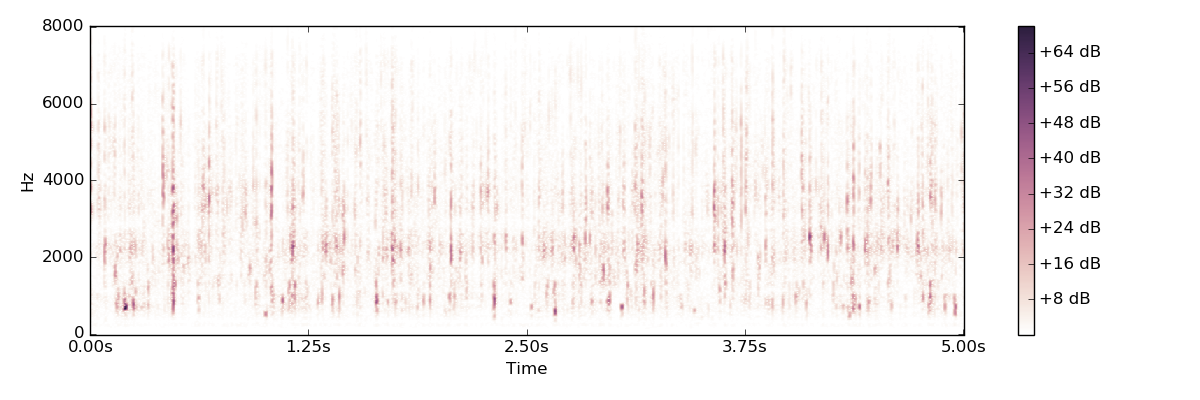 8000
6000
4000
2000
0
Hz
0.00s 1.25s 2.50s 3.75s 5.00s
Time
+64 dB
+56 dB
+48 dB
+40 dB
+32 dB
+24 dB
+16 dB
+8 dB